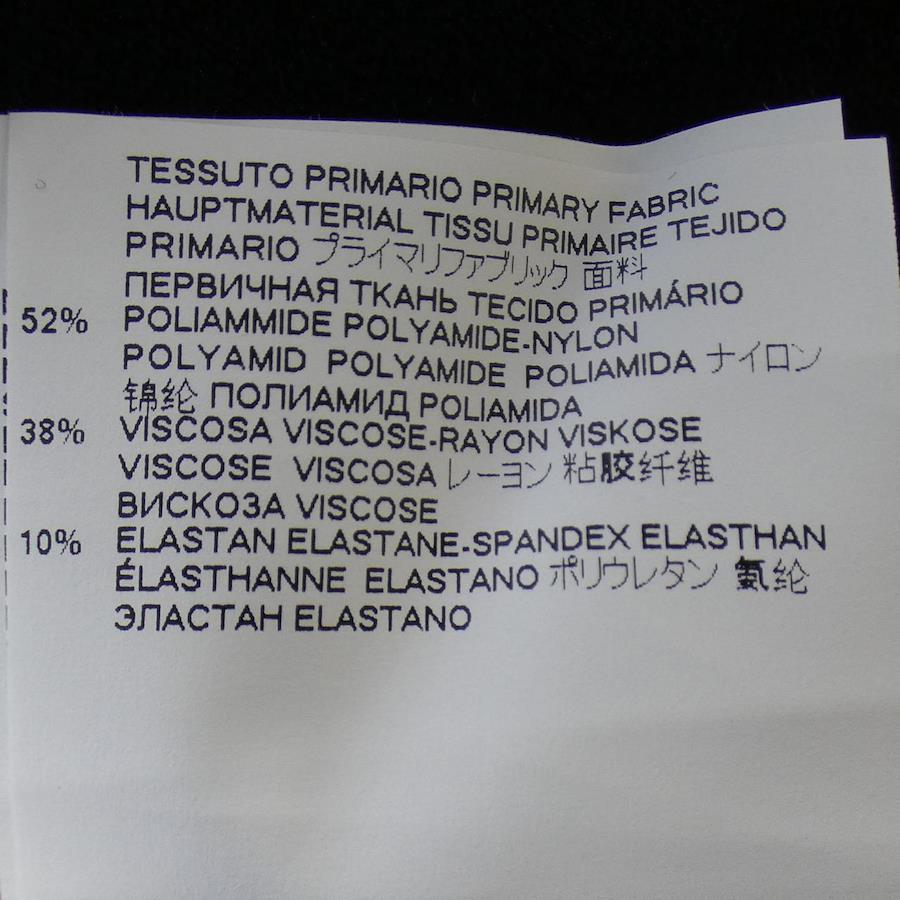 TESSUTO PRIMARIO PRIMARY FABRIC
HAUPTMATERIAL TISSU PRIMAIRE TEJIDO
PRIMARIO プライマリファブリック 面料
ПЕРВИЧНАЯ ТКАНЬ TECIDO PRIMÁRIO
52% POLIAMMIDE POLYAMIDE-NYLON
POLYAMID POLYAMIDE POLIAMIDA ナイロン
锦纶 ПОЛИАМИД POLIAMIDA
38% VISCOSA VISCOSE-RAYON VISKOSE
VISCOSE VISCOSA レーヨン 粘胶纤维
ВИСКОЗА VISCOSE
10% ELASTAN ELASTANE-SPANDEX ELASTHAN
ÉLASTHANNE ELASTANO ポリウレタン 氨纶
ЭЛАСТАН ELASTANO